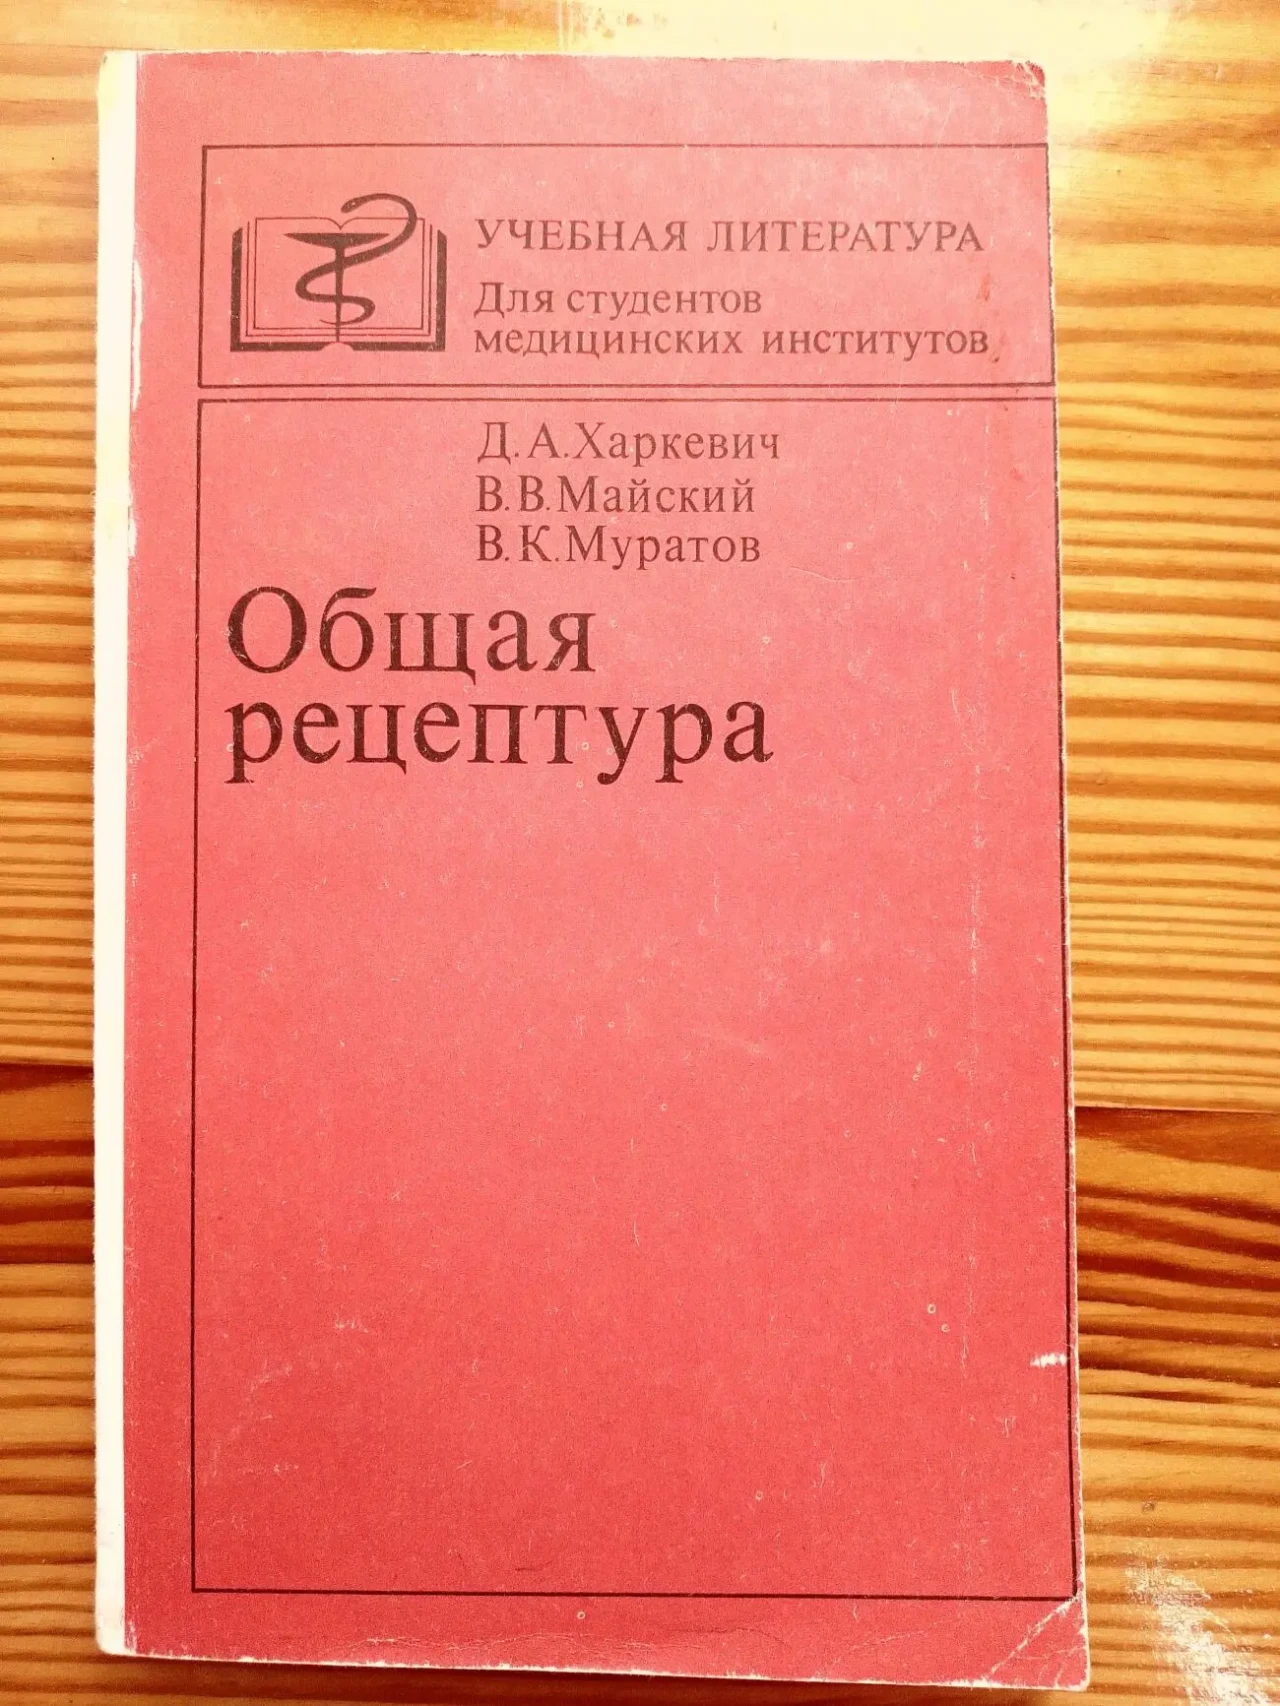 УЧЕБНАЯ ЛИТЕРАТУРА
Для студентов
медицинских институтов
Д. А. Харкевич
В. В. Майский
В. К. Муратов
Общая
рецептура